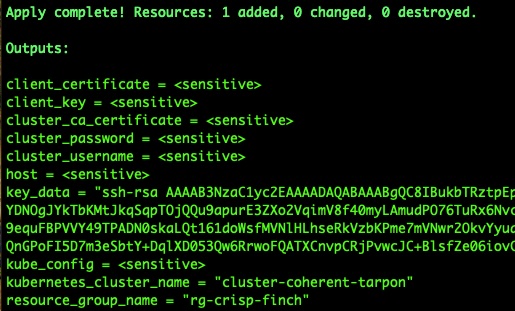 Apply complete! Resources: 1 added, 0 changed, 0 destroyed.
Outputs:
client_certificate = <sensitive>
client_key = <sensitive>
cluster_ca_certificate = <sensitive>
cluster_password = <sensitive>
cluster_username = <sensitive>
host = <sensitive>
key_data = "ssh-rsa AAAAB3NzaC1yc2EAAAADAQABAAABgQC8IBukbTRztpEp
YDNOgJYkTbKMtJkqSqpTOjQQu9apurE3ZXo2VqimV8f40myLAmudPO76TuRx6Nvc
9equFBPVVY49TPADN0skaLQt161doWsfMVNlHLhseRkVzbKPme7mVNwr2OkvYyuc
QnGPoFI5D7m3eSbtY+DqlXD053Qw6RrwoFQATXCnvpCRjPvwcJC+BlsfZe06iovG
kube_config = <sensitive>
kubernetes_cluster_name = "cluster-coherent-tarpon"
resource_group_name = "rg-crisp-finch"